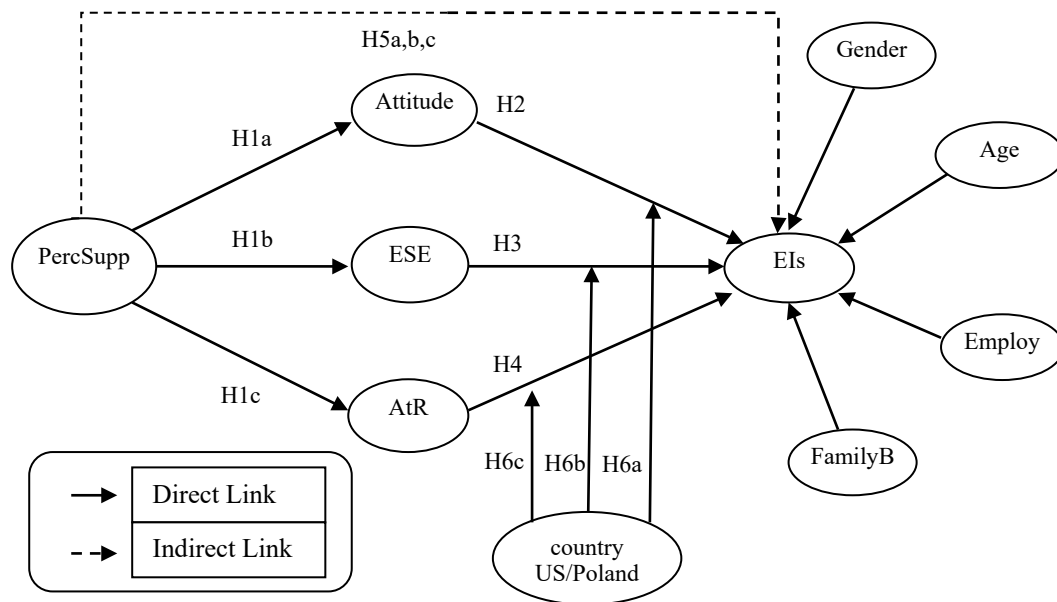 H5a,b,c
Gender
Attitude
H2
H1a
Age
PercSupp
H1b
ESE
H3
EIs
Employ
H4
H1c
AtR
FamilyB
H6c
H6b
H6a
Direct Link
Indirect Link
country
US/Poland